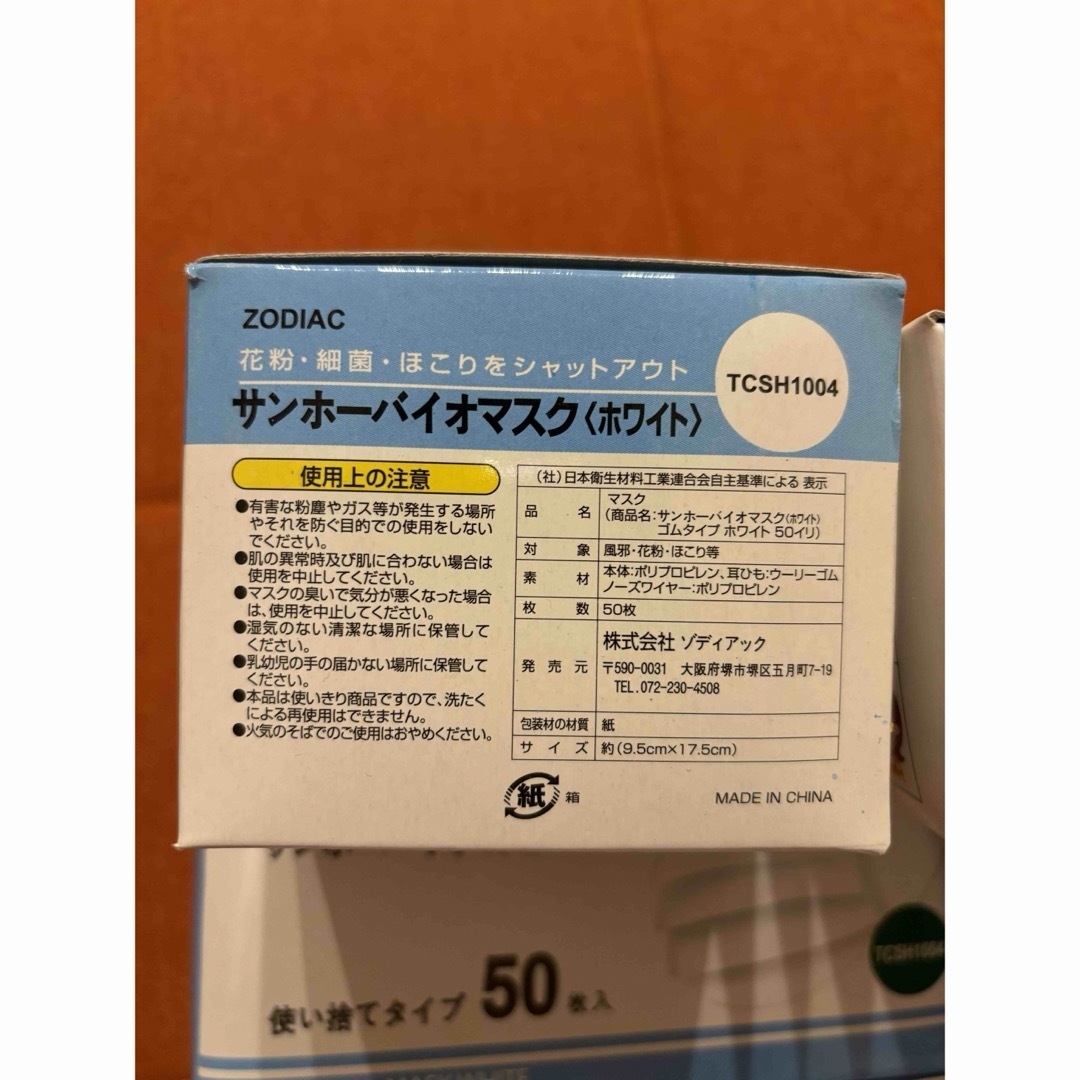 ZODIAC
花粉・細菌・ほこりをシャットアウト
サンホーバイオマスク〈ホワイト〉
TCSH1004
使用上の注意
●有害な粉塵やガス等が発生する場所
やそれを防ぐ目的での使用をしない
でください。
●肌の異常時及び肌に合わない場合は
使用を中止してください。
●マスクの臭いで気分が悪くなった場合
は、使用を中止してください。
●湿気のない清潔な場所に保管して
ください。
●乳幼児の手の届かない場所に保管して
ください。
●本品は使いきり商品ですので、洗たく
による再使用はできません。
●火気のそばでのご使用はおやめください。
(社)日本衛生材料工業連合会自主基準による 表示
品名 マスク
(商品名:サンホーバイオマスク〈ホワイト〉
ゴムタイプ ホワイト 50イリ)
対象 風邪・花粉・ほこり等
素材 本体:ポリプロピレン、耳ひも:ウーリーゴム
ノーズワイヤー:ポリプロピレン
枚数 50枚
発売元 株式会社 ゾディアック
〒590-0031 大阪府堺市堺区五月町7-19
TEL.072-230-4508
包装材の材質 紙
サイズ 約(9.5cm×17.5cm)
紙 箱
MADE IN CHINA
TCSH1004
使い捨てタイプ 50枚入